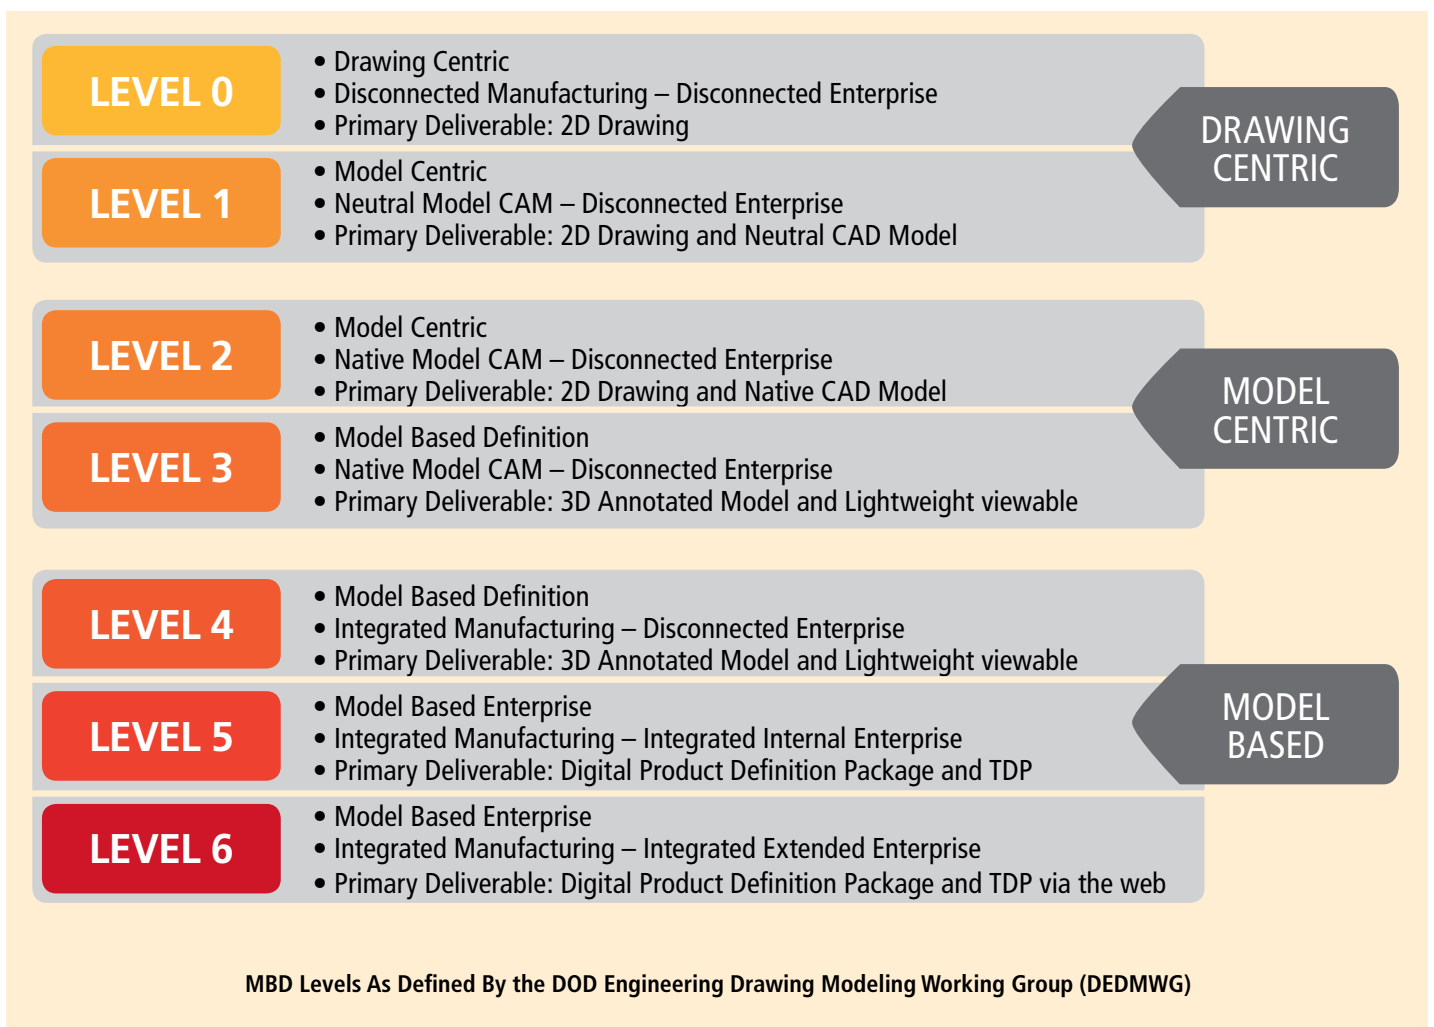 LEVEL 0
• Drawing Centric
• Disconnected Manufacturing – Disconnected Enterprise
• Primary Deliverable: 2D Drawing
LEVEL 1
• Model Centric
• Neutral Model CAM – Disconnected Enterprise
• Primary Deliverable: 2D Drawing and Neutral CAD Model
DRAWING
CENTRIC
LEVEL 2
• Model Centric
• Native Model CAM – Disconnected Enterprise
• Primary Deliverable: 2D Drawing and Native CAD Model
LEVEL 3
• Model Based Definition
• Native Model CAM – Disconnected Enterprise
• Primary Deliverable: 3D Annotated Model and Lightweight viewable
MODEL
CENTRIC
LEVEL 4
• Model Based Definition
• Integrated Manufacturing – Disconnected Enterprise
• Primary Deliverable: 3D Annotated Model and Lightweight viewable
LEVEL 5
• Model Based Enterprise
• Integrated Manufacturing – Integrated Internal Enterprise
• Primary Deliverable: Digital Product Definition Package and TDP
LEVEL 6
• Model Based Enterprise
• Integrated Manufacturing – Integrated Extended Enterprise
• Primary Deliverable: Digital Product Definition Package and TDP via the web
MODEL
BASED
MBD Levels As Defined By the DOD Engineering Drawing Modeling Working Group (DEDMWG)